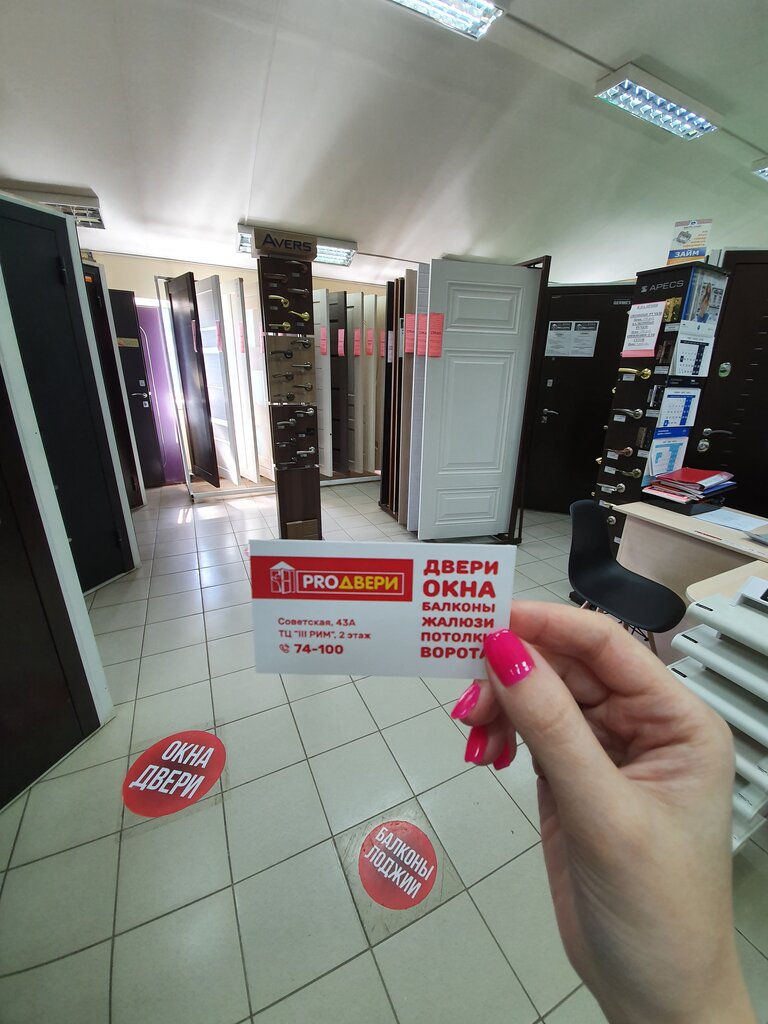 AVERS
ЗАЙМ
APECS
PROДВЕРИ
Советская, 43А
ТЦ "III РИМ", 2 этаж
74-100
ДВЕРИ
ОКНА
БАЛКОНЫ
ЖАЛЮЗИ
ПОТОЛКИ
ВОРОТА
ОКНА
ДВЕРИ
БАЛКОНЫ
ЛОДЖИИ